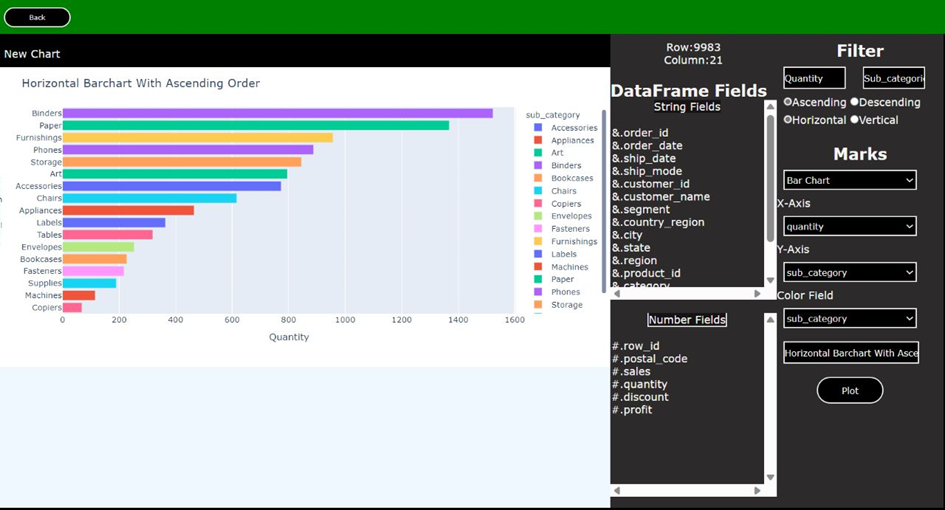 Back
New Chart
Horizontal Barchart With Ascending Order
Binders
Paper
Furnishings
Phones
Storage
Art
Accessories
Chairs
Appliances
Labels
Tables
Envelopes
Bookcases
Fasteners
Supplies
Machines
Copiers
0 200 400 600 800 1000 1200 1400 1600
Quantity
sub_category
Accessories
Appliances
Art
Binders
Bookcases
Chairs
Copiers
Envelopes
Fasteners
Furnishings
Labels
Machines
Paper
Phones
Storage
Row:9983
Column:21
DataFrame Fields
String Fields
&.order_id
&.order_date
&.ship_date
&.ship_mode
&.customer_id
&.customer_name
&.segment
&.country_region
&.city
&.state
&.region
&.product_id
&.category
Number Fields
#.row_id
#.postal_code
#.sales
#.quantity
#.discount
#.profit
Filter
Quantity Sub_categori
Ascending Descending
Horizontal Vertical
Marks
Bar Chart
X-Axis
quantity
Y-Axis
sub_category
Color Field
sub_category
Horizontal Barchart With Asce
Plot